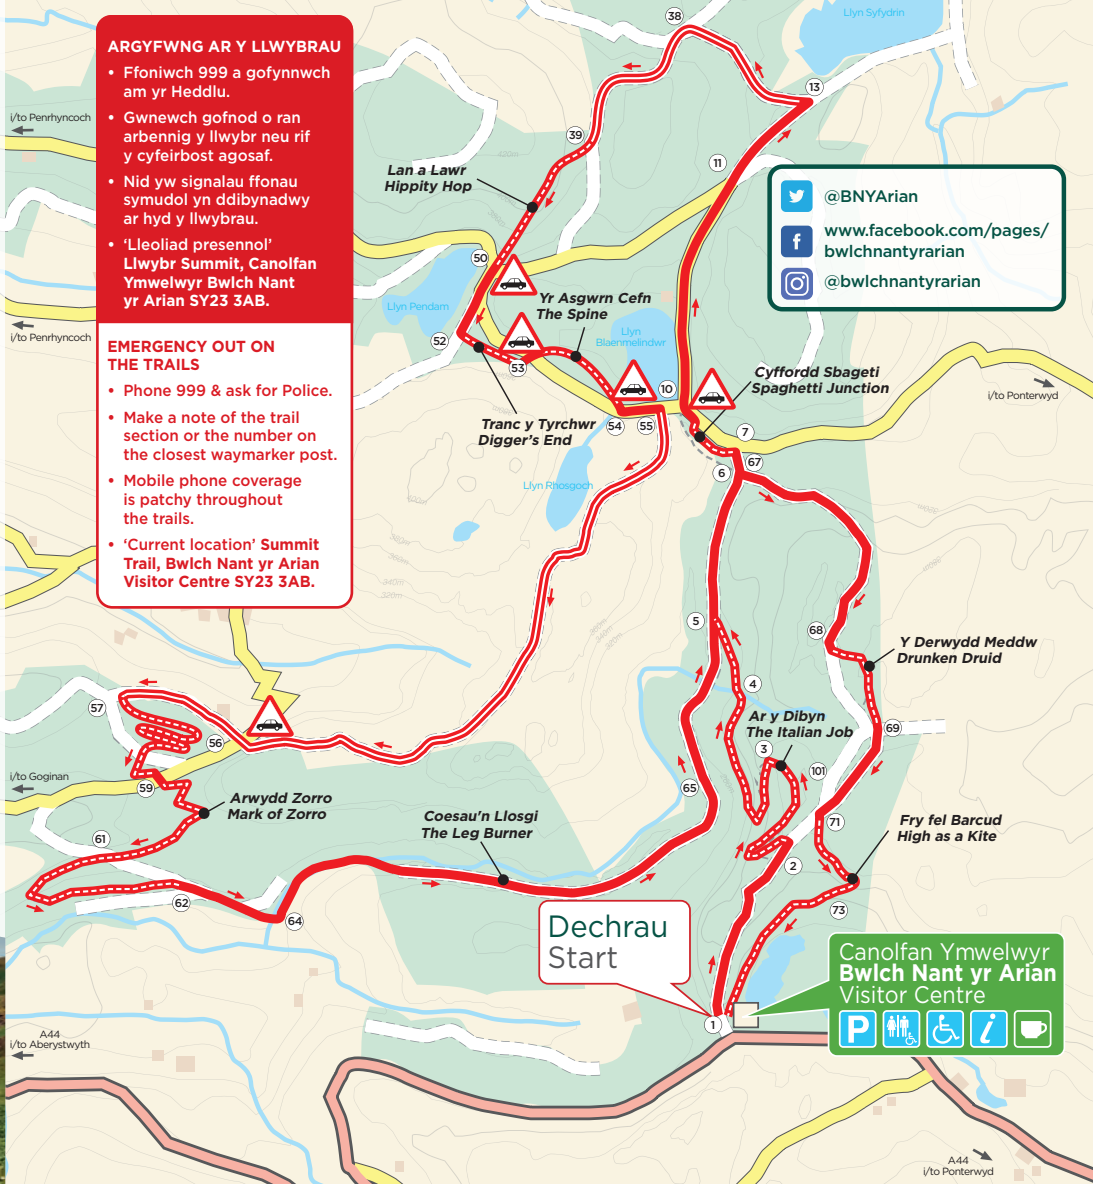 ARGYFWNG AR Y LLWYBRAU
• Ffoniwch 999 a gofynnwch
am yr Heddlu.
• Gwnewch gofnod o ran
arbennig y llwybr neu rif
y cyfeirbost agosaf.
• Nid yw signalau ffonau
symudol yn ddibynadwy
ar hyd y llwybrau.
• ‘Lleoliad presennol’
Llwybr Summit, Canolfan
Ymwelwyr Bwlch Nant
yr Arian SY23 3AB.
EMERGENCY OUT ON
THE TRAILS
• Phone 999 & ask for Police.
• Make a note of the trail
section or the number on
the closest waymarker post.
• Mobile phone coverage
is patchy throughout
the trails.
• ‘Current location’ Summit
Trail, Bwlch Nant yr Arian
Visitor Centre SY23 3AB.
i/to Penrhyncoch
i/to Penrhyncoch
Llyn Syfydrin
38
13
39
11
Lan a Lawr
Hippity Hop
@BNYArian
www.facebook.com/pages/
bwlchnantyrarian
@bwlchnantyrarian
50
Llyn Pendam
Yr Asgwrn Cefn
The Spine
Llyn
Blaenmelindwr
52
53
Cyffordd Sbageti
Spaghetti Junction
i/to Ponterwyd
10
54
55
Tranc y Tyrchwr
Digger’s End
7
67
6
Llyn Rhosgoch
5
68
Y Derwydd Meddw
Drunken Druid
4
57
Ar y Dibyn
The Italian Job
3
69
56
101
i/to Goginan
59
65
Arwydd Zorro
Mark of Zorro
Coesau'n Llosgi
The Leg Burner
71
Fry fel Barcud
High as a Kite
61
2
62
64
73
Dechrau
Start
Canolfan Ymwelwyr
Bwlch Nant yr Arian
Visitor Centre
P
i
1
A44
i/to Aberystwyth
A44
i/to Ponterwyd